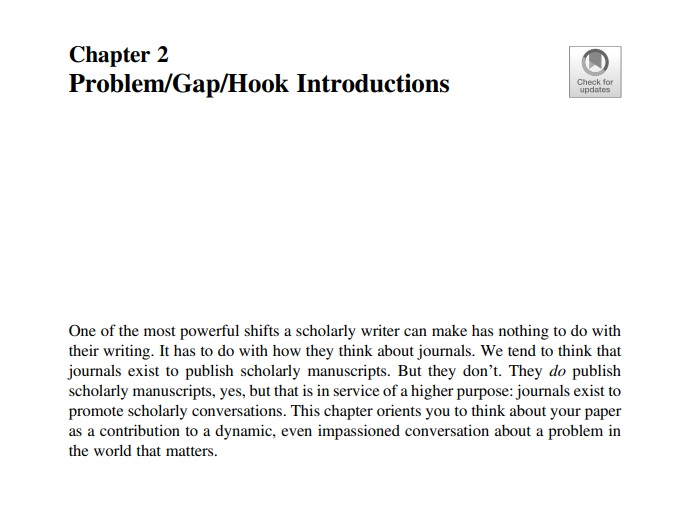 Chapter 2
Problem/Gap/Hook Introductions
Check for
updates
One of the most powerful shifts a scholarly writer can make has nothing to do with
their writing. It has to do with how they think about journals. We tend to think that
journals exist to publish scholarly manuscripts. But they don’t. They do publish
scholarly manuscripts, yes, but that is in service of a higher purpose: journals exist to
promote scholarly conversations. This chapter orients you to think about your paper
as a contribution to a dynamic, even impassioned conversation about a problem in
the world that matters.